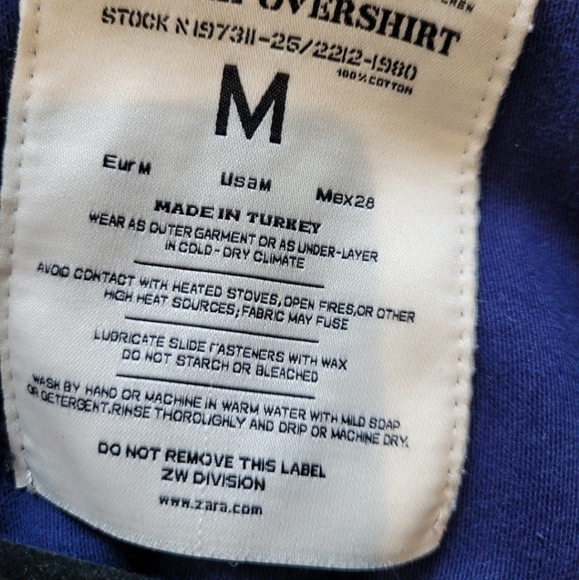 OVERSHIRT
STOCK N 197311-25/2212-1980
100% COTTON
M
Eur M Usa M Mex 28
MADE IN TURKEY
WEAR AS OUTER GARMENT OR AS UNDER-LAYER
IN COLD - DRY CLIMATE
AVOID CONTACT WITH HEATED STOVES, OPEN FIRES, OR OTHER
HIGH HEAT SOURCES; FABRIC MAY FUSE
LUBRICATE SLIDE FASTENERS WITH WAX
DO NOT STARCH OR BLEACHED
WASH BY HAND OR MACHINE IN WARM WATER WITH MILD SOAP
OR DETERGENT. RINSE THOROUGHLY AND DRIP OR MACHINE DRY.
DO NOT REMOVE THIS LABEL
ZW DIVISION
www.zara.com